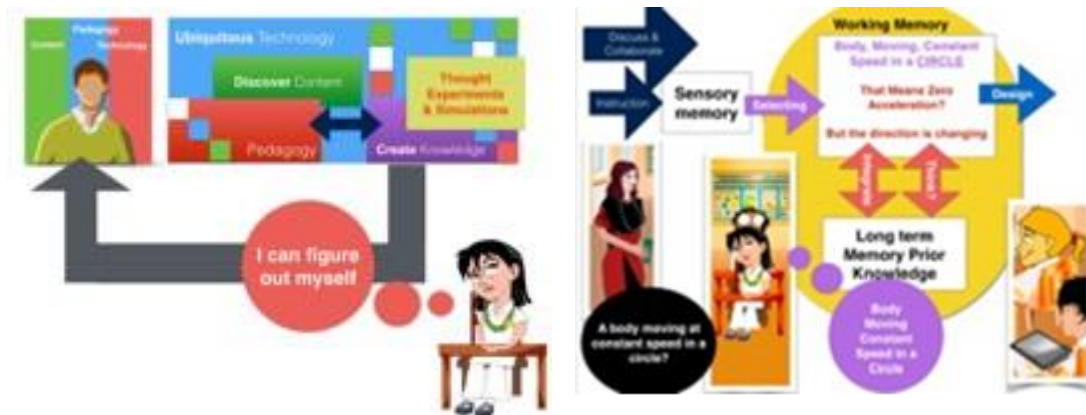 Content
Pedagogy
Technology
Ubiquitous Technology
Discover Content
Thought
Experiments
& Simulations
Pedagogy
Create Knowledge
I can figure
out myself
Discuss
& Collaborate
Instruction
Sensory
memory
Selecting
Working Memory
Body, Moving, Constant
Speed in a CIRCLE
That Means Zero
Acceleration?
But the direction is changing
Design
Integrate
Think?
Long term
Memory Prior
Knowledge
A body moving at
constant speed in a
circle?
Body
Moving
Constant
Speed in a
Circle